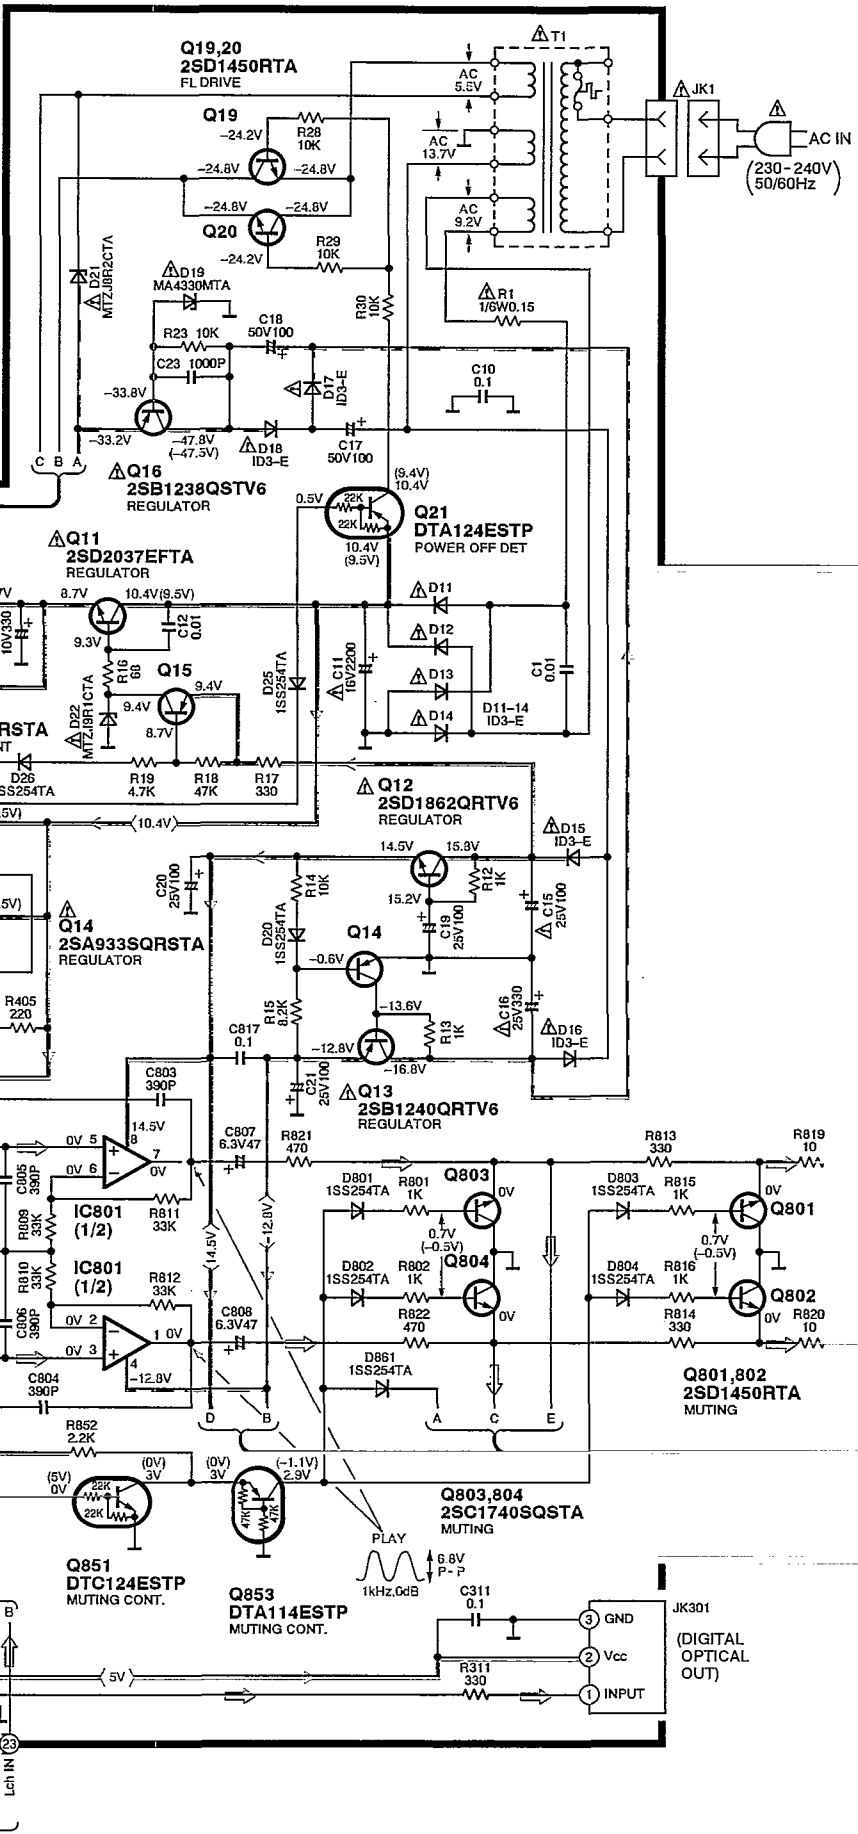 Q19,20
2SD1450RTA
FL DRIVE
T1
AC
5.5V
JK1
Q19
-24.2V
R28
10K
AC
13.7V
AC IN
(230-240V)
50/60Hz
-24.8V
-24.8V
-24.8V
-24.8V
Q20
-24.2V
R29
10K
AC
9.2V
D21
MTZJ8R2CTA
D19
MA4330MTA
R30
10K
R1
1/6W0.15
R23 10K
C18
50V100
C23 1000P
D17
ID3-E
C10
0.1
-33.8V
-33.2V
-47.8V
(-47.5V)
D18
ID3-E
C17
50V100
C B A
Q16
2SB1238QSTV6
REGULATOR
(9.4V)
10.4V
0.5V
22K
22K
Q21
DTA124ESTP
POWER OFF DET
10.4V
(9.5V)
Q11
2SD2037EFTA
REGULATOR
8.7V
10.4V(9.5V)
10V330
9.3V
C12
0.01
R16
68
D11
D12
D13
D14
D11-14
ID3-E
C11
16V2200
C1
0.01
Q15
D25
1SS254TA
D22
MTZJ9R1CTA
9.4V
9.4V
8.7V
RSTA
D26
SS254TA
R19
4.7K
R18
47K
R17
330
Q12
2SD1862QRTV6
REGULATOR
.5V)
(10.4V)
D15
ID3-E
14.5V
15.8V
C20
25V100
R14
10K
R12
1K
15.2V
C19
25V100
C15
25V100
.5V)
Q14
2SA933SQRSTA
REGULATOR
D20
1SS254TA
Q14
-0.6V
R405
220
R15
8.2K
-13.6V
R13
1K
C16
25V330
C817
0.1
-12.8V
-16.8V
D16
ID3-E
C21
25V100
Q13
2SB1240QRTV6
REGULATOR
C803
390P
14.5V
8
0V 5
0V 6
7
0V
C807
6.3V47
R821
470
R813
330
R819
10
C805
390P
R809
33K
IC801
(1/2)
R811
33K
D801
1SS254TA
R801
1K
Q803
0V
D803
1SS254TA
R815
1K
0V
Q801
14.5V
-12.8V
0.7V
(-0.5V)
0.7V
(-0.5V)
R810
33K
IC801
(1/2)
R812
33K
D802
1SS254TA
R802
1K
Q804
D804
1SS254TA
R816
1K
Q802
C806
390P
0V 2
0V 3
1 0V
4
-12.8V
C808
6.3V47
R822
470
0V
R814
330
0V
R820
10
C804
390P
D861
1SS254TA
Q801,802
2SD1450RTA
MUTING
D B
A C E
R852
2.2K
(5V)
0V
22K
22K
(0V)
3V
(0V)
3V
47K
47K
(-1.1V)
2.9V
Q803,804
2SC1740SQSTA
MUTING
PLAY
6.8V
P-P
1kHz,0dB
Q851
DTC124ESTP
MUTING CONT.
Q853
DTA114ESTP
MUTING CONT.
B
C311
0.1
3 GND
JK301
(DIGITAL
OPTICAL
OUT)
2 Vcc
5V
R311
330
1 INPUT
23
Lch IN